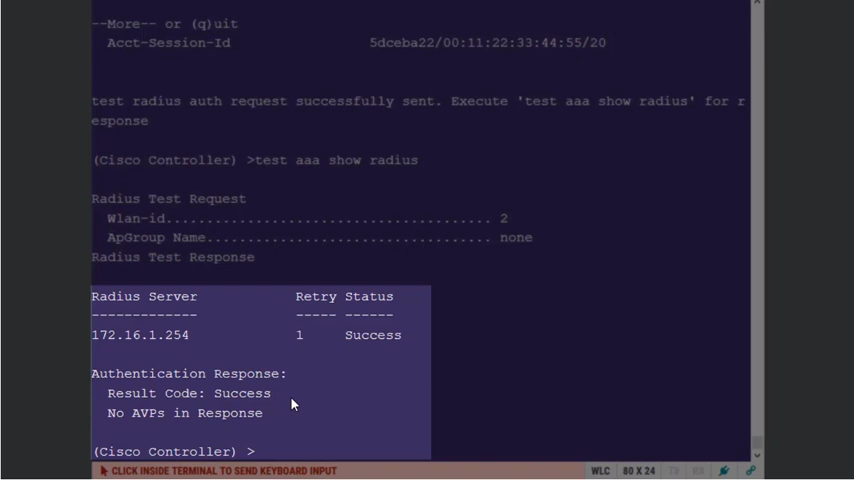 --More-- or (q)uit
Acct-Session-Id 5dceba22/00:11:22:33:44:55/20
test radius auth request successfully sent. Execute 'test aaa show radius' for r
esponse
(Cisco Controller) >test aaa show radius
Radius Test Request
Wlan-id........................................ 2
ApGroup Name................................... none
Radius Test Response
Radius Server Retry Status
------------- ----- ------
172.16.1.254 1 Success
Authentication Response:
Result Code: Success
No AVPs in Response
(Cisco Controller) >
CLICK INSIDE TERMINAL TO SEND KEYBOARD INPUT WLC 80 X 24